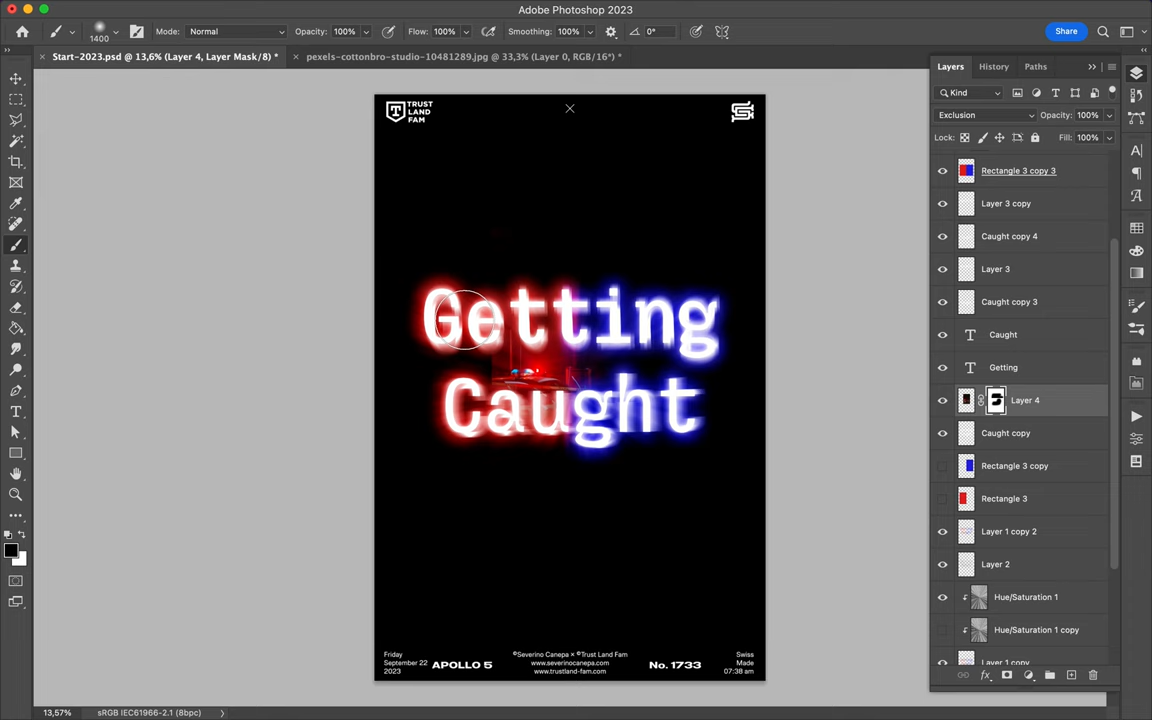 Adobe Photoshop 2023
1400
Mode: Normal
Opacity: 100%
Flow: 100%
Smoothing: 100%
0°
Share
Start-2023.psd @ 13,6% (Layer 4, Layer Mask/8) *
pexels-cottonbro-studio-10481289.jpg @ 33,3% (Layer 0, RGB/16*) *
Layers
History
Paths
Kind
Exclusion
Opacity: 100%
Lock:
Fill: 100%
Rectangle 3 copy 3
Layer 3 copy
Caught copy 4
Layer 3
Caught copy 3
Caught
Getting
Layer 4
Caught copy
Rectangle 3 copy
Rectangle 3
Layer 1 copy 2
Layer 2
Hue/Saturation 1
Hue/Saturation 1 copy
Layer 1 copy
TRUST
LAND
FAM
Getting
Caught
Friday
September 22
2023
APOLLO 5
©Severino Canepa × ©Trust Land Fam
www.severinocanepa.com
www.trustland-fam.com
No. 1733
Swiss
Made
07:38 am
13,57%
sRGB IEC61966-2.1 (8bpc)